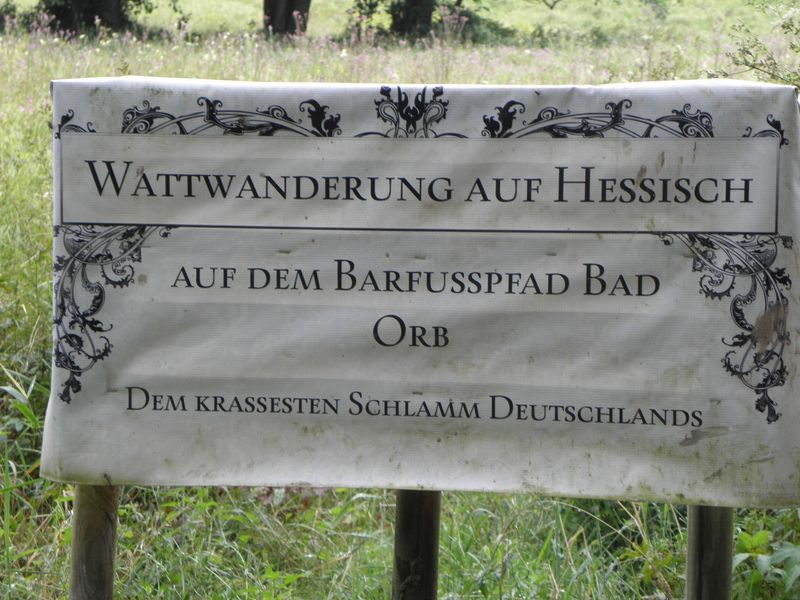 Wattwanderung auf Hessisch
auf dem Barfusspfad Bad
Orb
Dem krassesten Schlamm Deutschlands